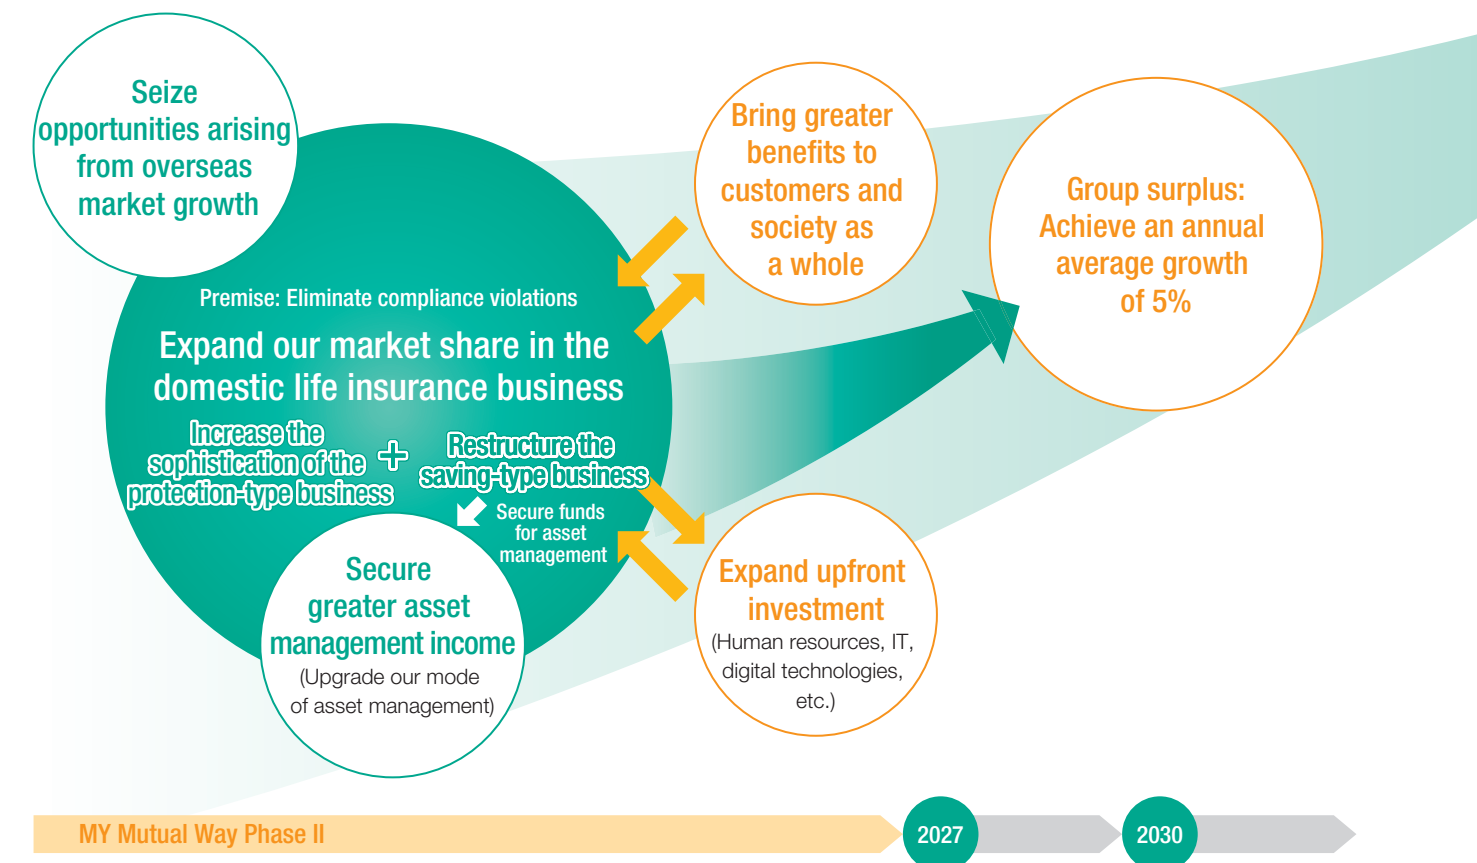 Seize
opportunities arising
from overseas
market growth
Premise: Eliminate compliance violations
Expand our market share in the
domestic life insurance business
Increase the
sophistication of the
protection-type business
+
Restructure the
saving-type business
Secure funds
for asset
management
Secure
greater asset
management income
(Upgrade our mode
of asset management)
Bring greater
benefits to
customers and
society as
a whole
Expand upfront
investment
(Human resources, IT,
digital technologies,
etc.)
Group surplus:
Achieve an annual
average growth
of 5%
MY Mutual Way Phase II
2027
2030